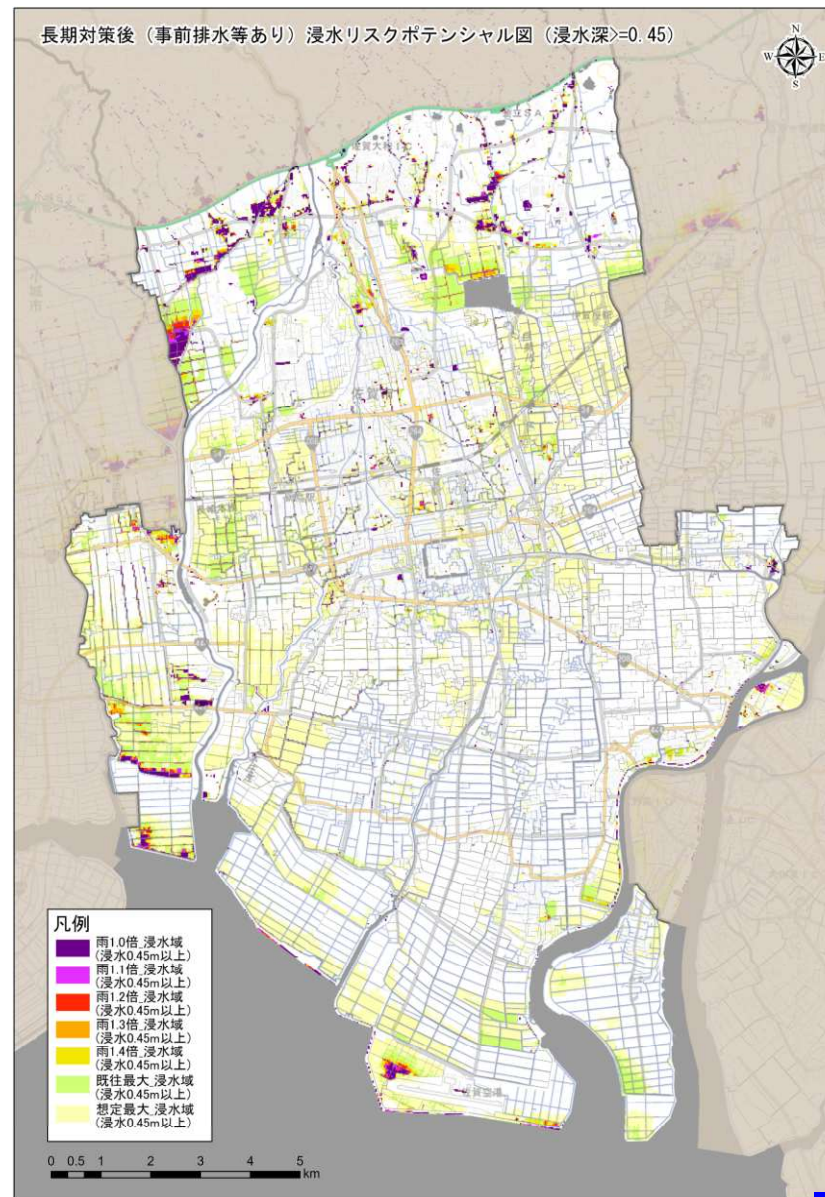 長期対策後（事前排水等あり）浸水リスクポテンシャル図（浸水深>=0.45）
N
W
E
S
佐賀大和IC
佐賀空港
凡例
雨1.0倍_浸水域
(浸水0.45m以上)
雨1.1倍_浸水域
(浸水0.45m以上)
雨1.2倍_浸水域
(浸水0.45m以上)
雨1.3倍_浸水域
(浸水0.45m以上)
雨1.4倍_浸水域
(浸水0.45m以上)
既往最大_浸水域
(浸水0.45m以上)
想定最大_浸水域
(浸水0.45m以上)
0 0.5 1 2 3 4 5
km